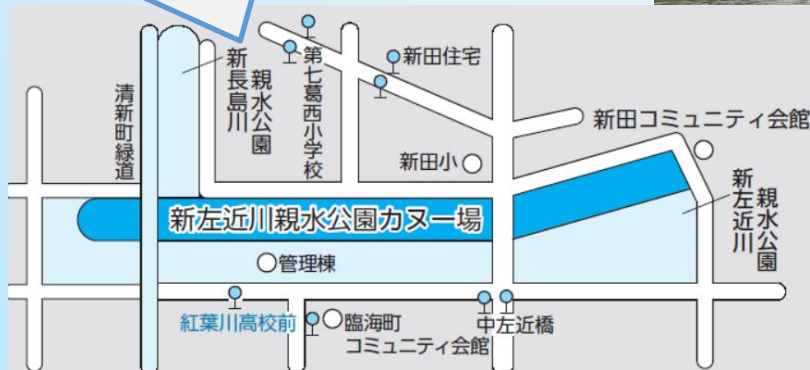 新長島川
親水公園
第七葛西小学校
新田住宅
清新町緑道
新田コミュニティ会館
新田小
新左近川
親水公園
新左近川親水公園カヌー場
管理棟
紅葉川高校前
臨海町
コミュニティ会館
中左近橋